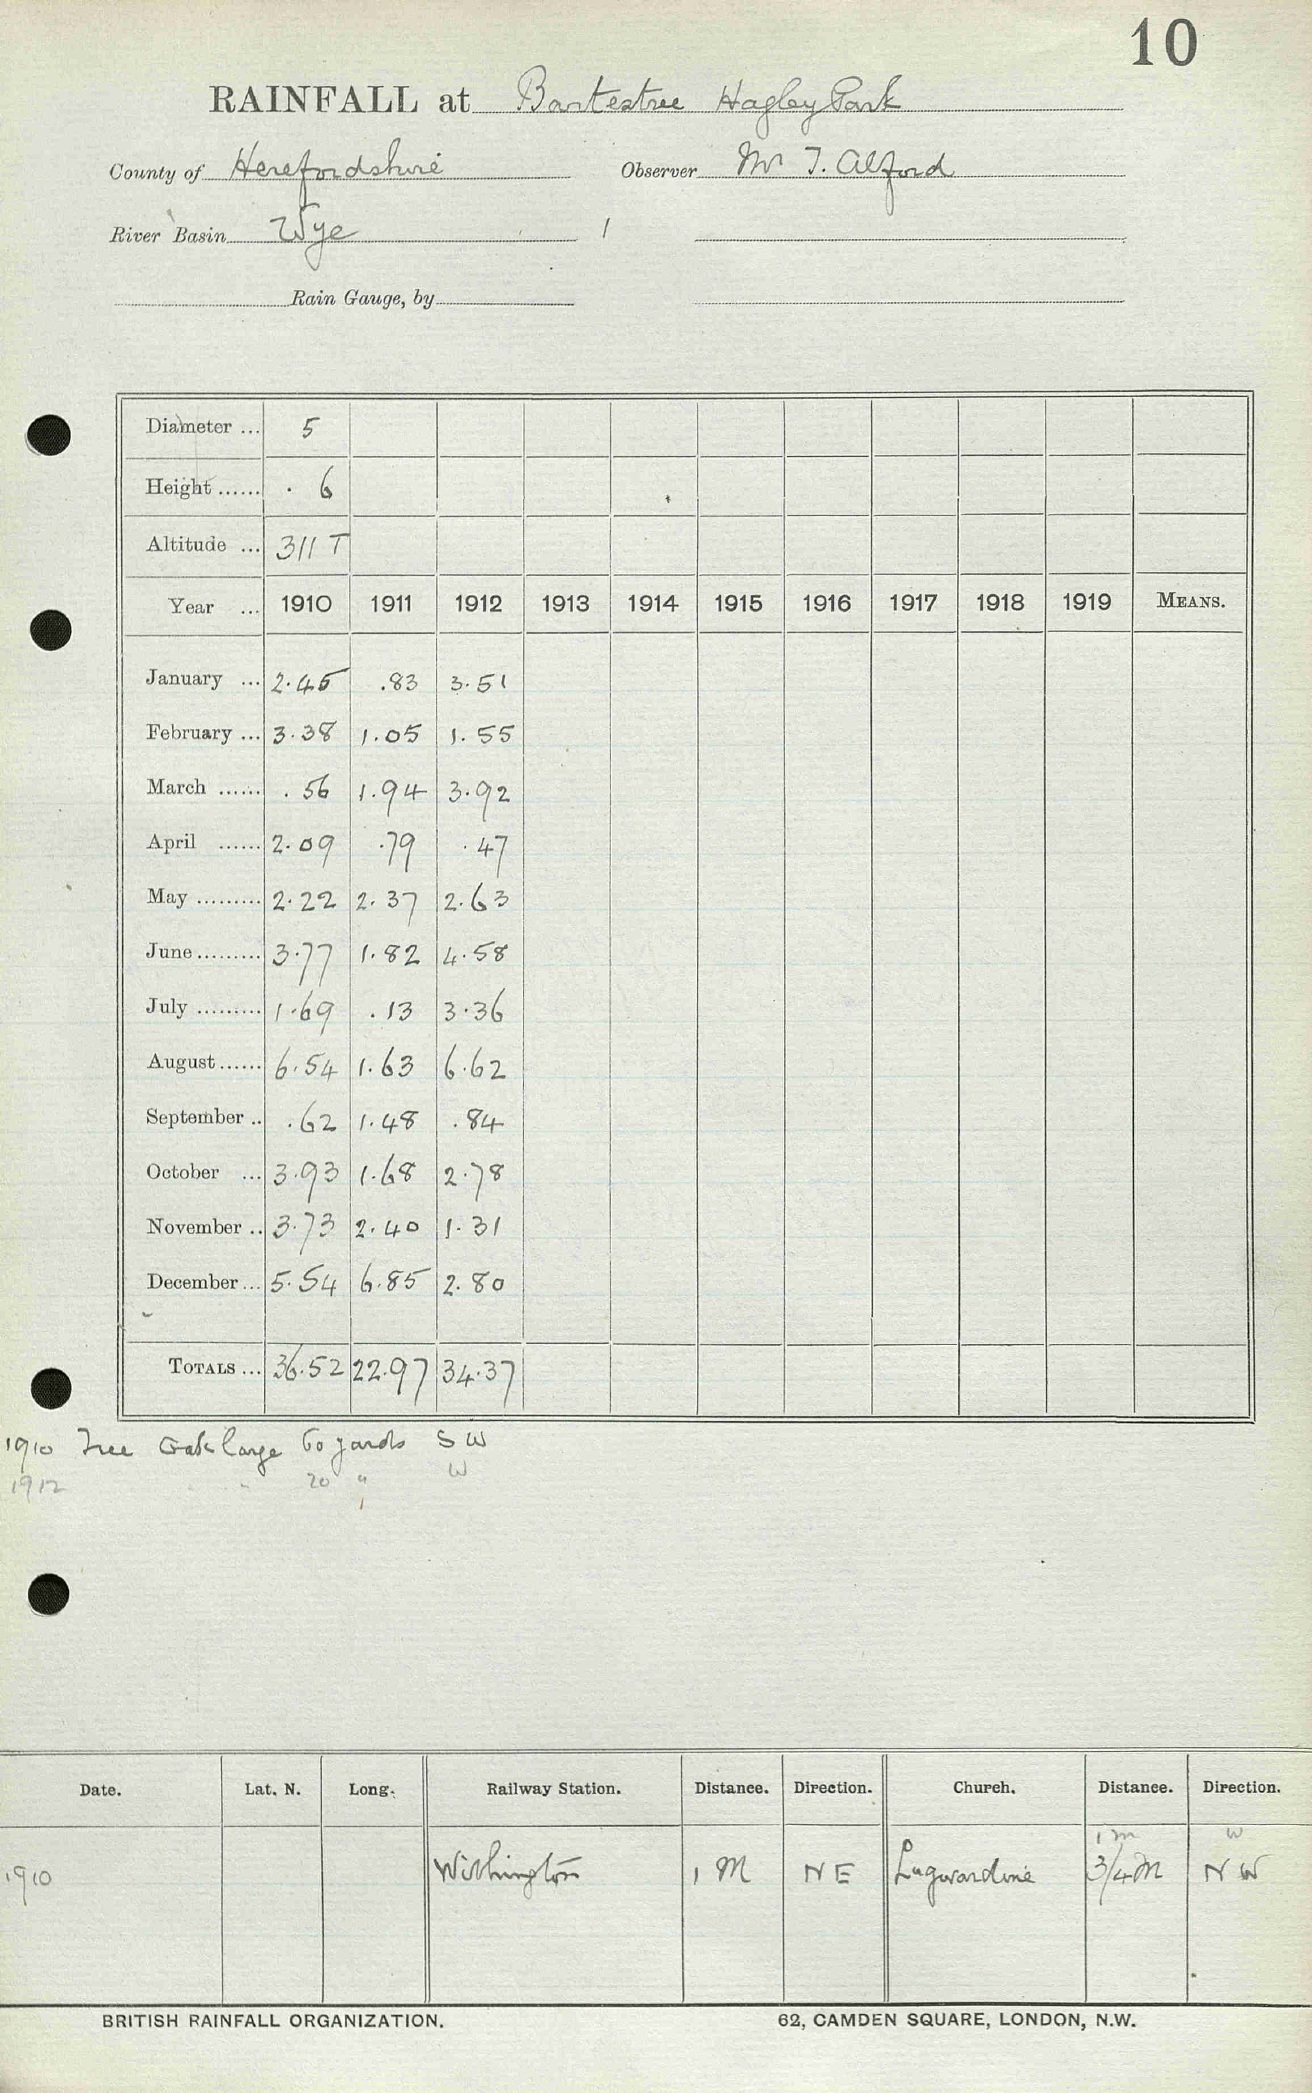 10
RAINFALL at Bartestree Hagley Park
County of Herefordshire Observer Mr T. Alford
River Basin Wye 1
Rain Gauge, by
Diameter ... 5
Height ...... . 6
Altitude ... 311 T
Year ... 1910 1911 1912 1913 1914 1915 1916 1917 1918 1919 MEANS.
January ... 2.45 .83 3.51
February ... 3.38 1.05 1.55
March ...... .56 1.94 3.92
April ...... 2.09 .79 .47
May ......... 2.22 2.37 2.63
June ......... 3.77 1.82 4.58
July ......... 1.69 .13 3.36
August ...... 6.54 1.63 6.62
September .. .62 1.48 .84
October ... 3.93 1.68 2.78
November .. 3.73 2.40 1.31
December ... 5.54 6.85 2.80
TOTALS ... 36.52 22.97 34.37
1910 Tree Oak large 60 yards S W
1912 " 20 " W
Date. Lat. N. Long. Railway Station. Distance. Direction. Church. Distance. Direction.
1 m W
1910 Withington 1 M N E Lugwardine 3/4 M N W
BRITISH RAINFALL ORGANIZATION. 62, CAMDEN SQUARE, LONDON, N.W.